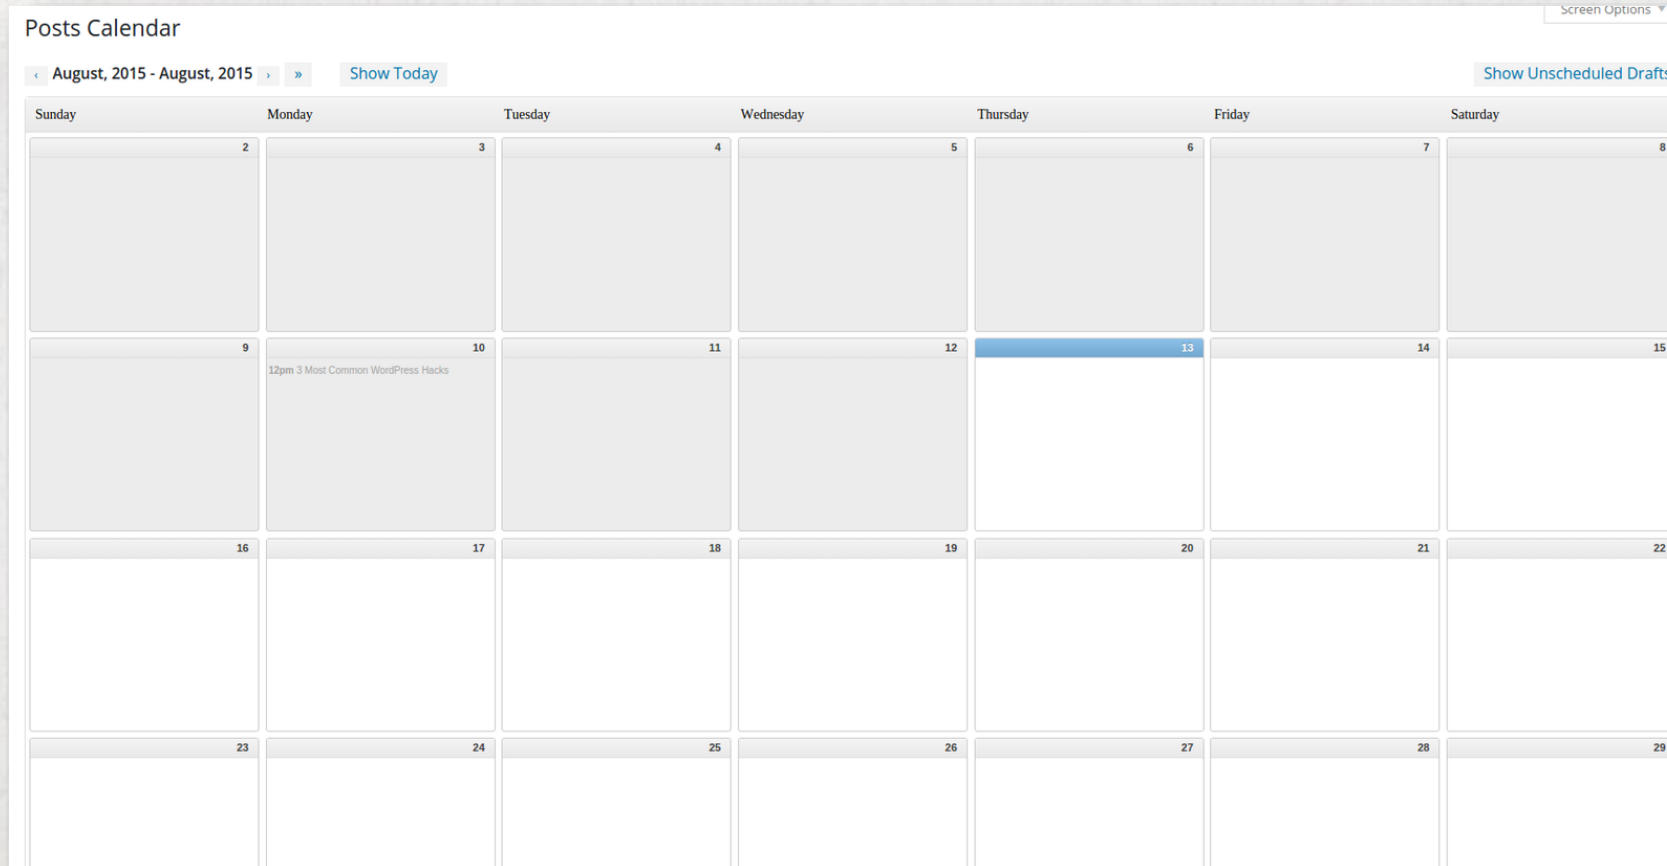 Screen Options ▼
Posts Calendar
‹ August, 2015 - August, 2015 › » Show Today Show Unscheduled Drafts
Sunday Monday Tuesday Wednesday Thursday Friday Saturday
2 3 4 5 6 7 8
9 10 11 12 13 14 15
12pm 3 Most Common WordPress Hacks
16 17 18 19 20 21 22
23 24 25 26 27 28 29